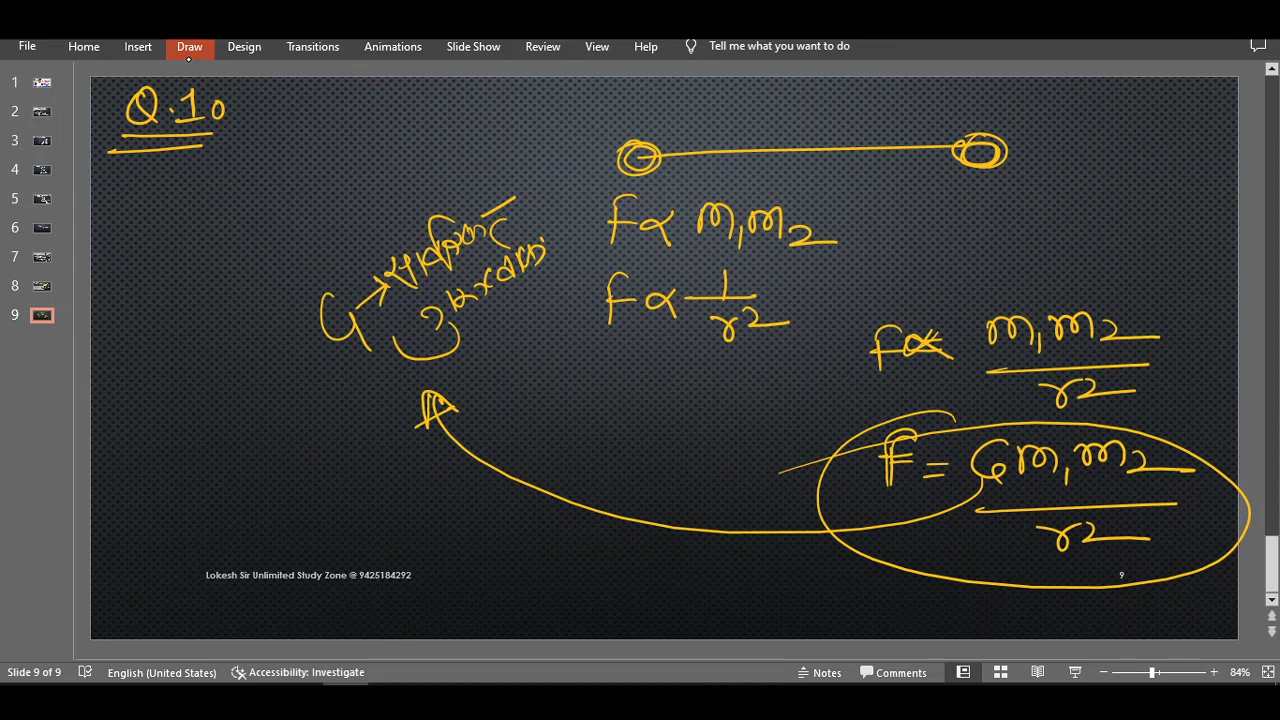 File Home Insert Draw Design Transitions Animations Slide Show Review View Help Tell me what you want to do
1
2
3
4
5
6
7
8
9
Q.10
F∝ m₁m₂
F∝ 1/r²
F∝ m₁m₂/r²
F = G m₁m₂/r²
G →
Lokesh Sir Unlimited Study Zone @ 9425184292
9
Slide 9 of 9 English (United States) Accessibility: Investigate Notes Comments 84%